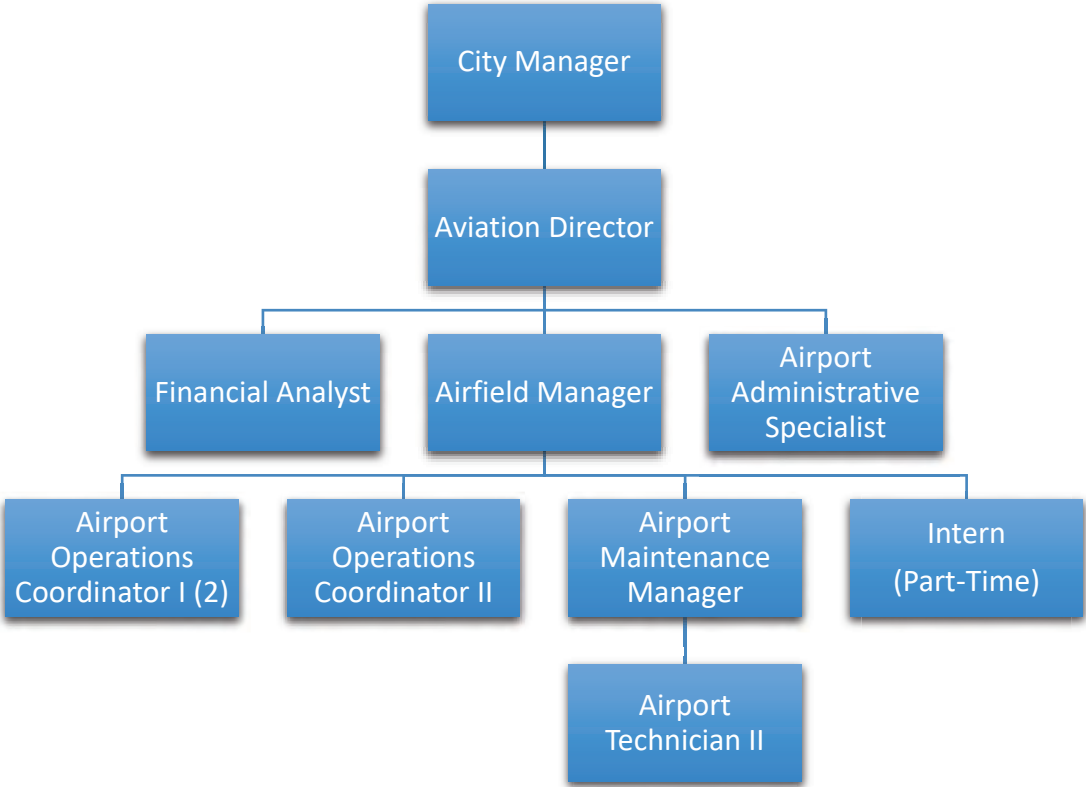 City Manager
Aviation Director
Financial Analyst
Airfield Manager
Airport
Administrative
Specialist
Airport
Operations
Coordinator I (2)
Airport
Operations
Coordinator II
Airport
Maintenance
Manager
Intern
(Part-Time)
Airport
Technician II